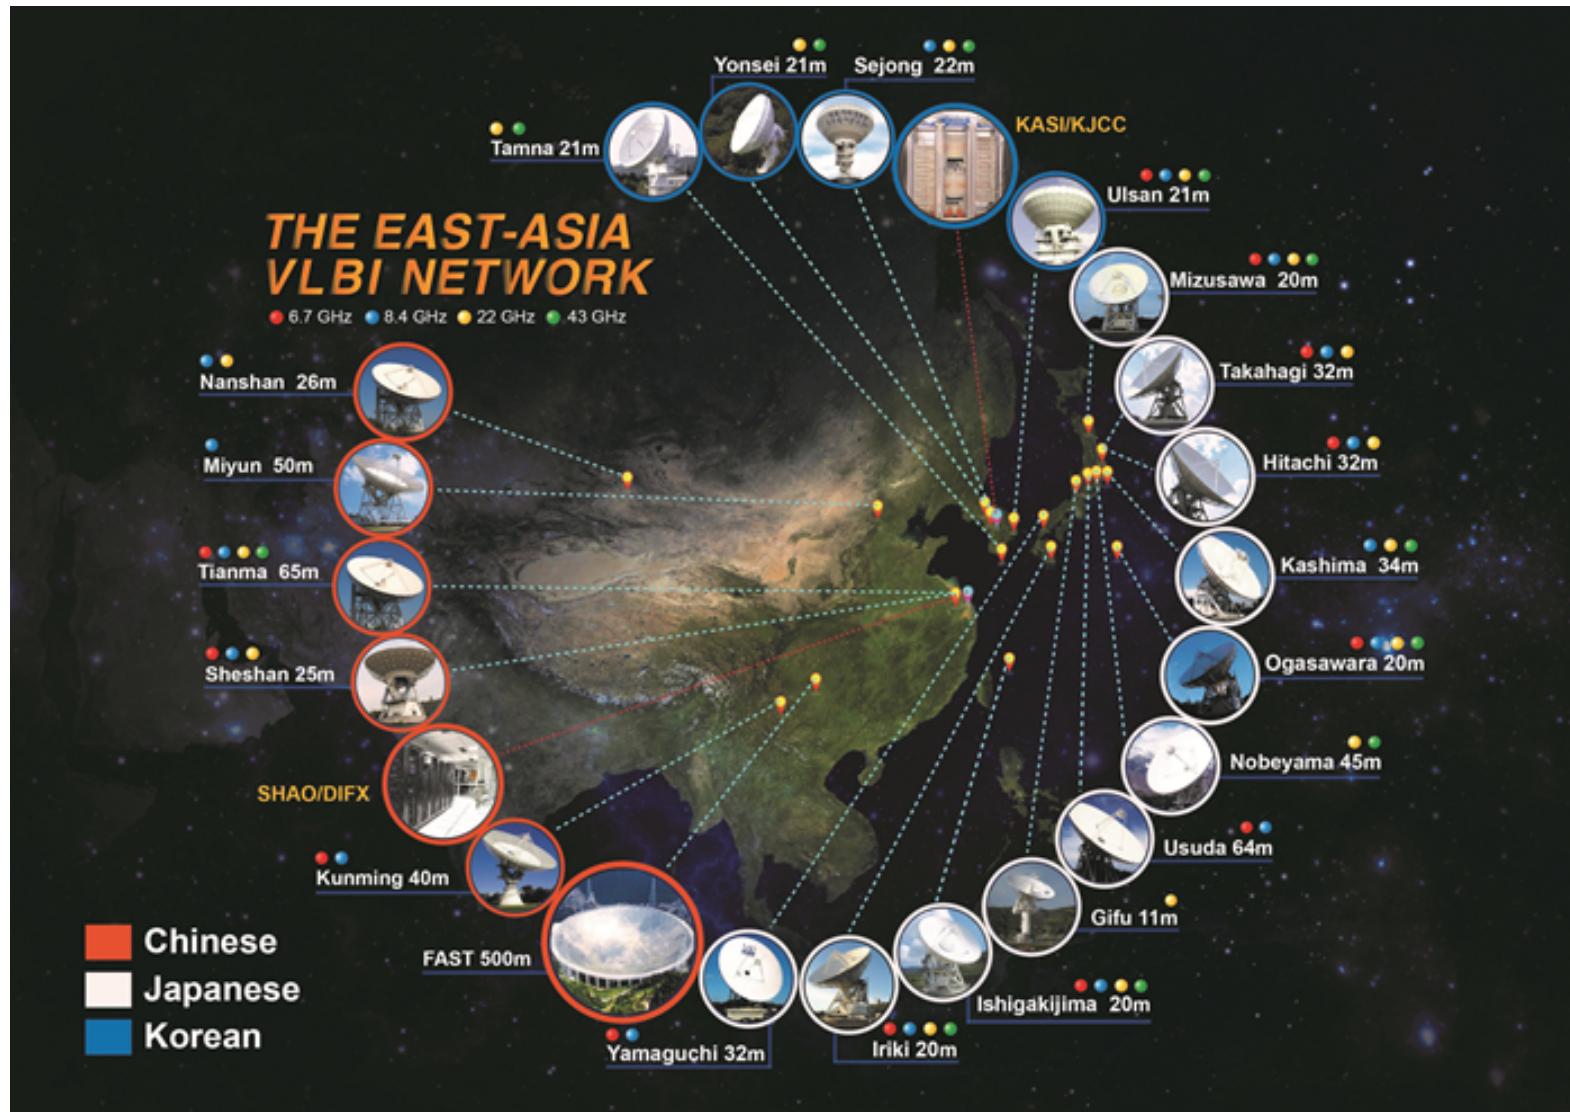 Yonsei 21m
Sejong 22m
Tamna 21m
KASI/KJCC
Ulsan 21m
THE EAST-ASIA
VLBI NETWORK
6.7 GHz 8.4 GHz 22 GHz 43 GHz
Mizusawa 20m
Takahagi 32m
Hitachi 32m
Kashima 34m
Ogasawara 20m
Nobeyama 45m
Usuda 64m
Gifu 11m
Ishigakijima 20m
Iriki 20m
Yamaguchi 32m
FAST 500m
Kunming 40m
SHAO/DIFX
Sheshan 25m
Tianma 65m
Miyun 50m
Nanshan 26m
Chinese
Japanese
Korean